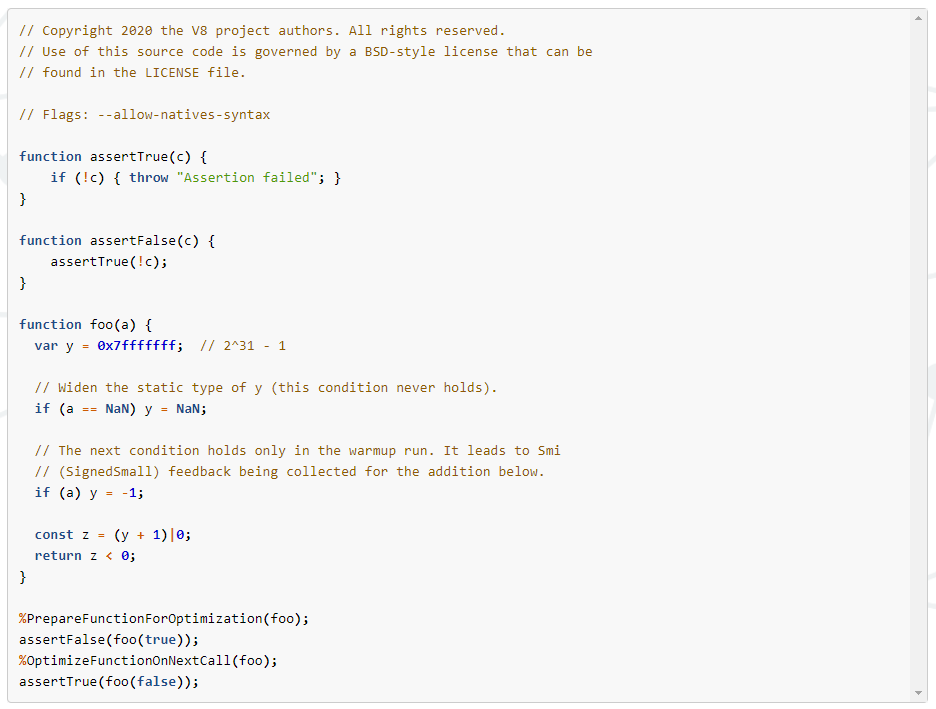 // Copyright 2020 the V8 project authors. All rights reserved.
// Use of this source code is governed by a BSD-style license that can be
// found in the LICENSE file.

// Flags: --allow-natives-syntax

function assertTrue(c) {
    if (!c) { throw "Assertion failed"; }
}

function assertFalse(c) {
    assertTrue(!c);
}

function foo(a) {
  var y = 0x7fffffff;  // 2^31 - 1

  // Widen the static type of y (this condition never holds).
  if (a == NaN) y = NaN;

  // The next condition holds only in the warmup run. It leads to Smi
  // (SignedSmall) feedback being collected for the addition below.
  if (a) y = -1;

  const z = (y + 1)|0;
  return z < 0;
}

%PrepareFunctionForOptimization(foo);
assertFalse(foo(true));
%OptimizeFunctionOnNextCall(foo);
assertTrue(foo(false));